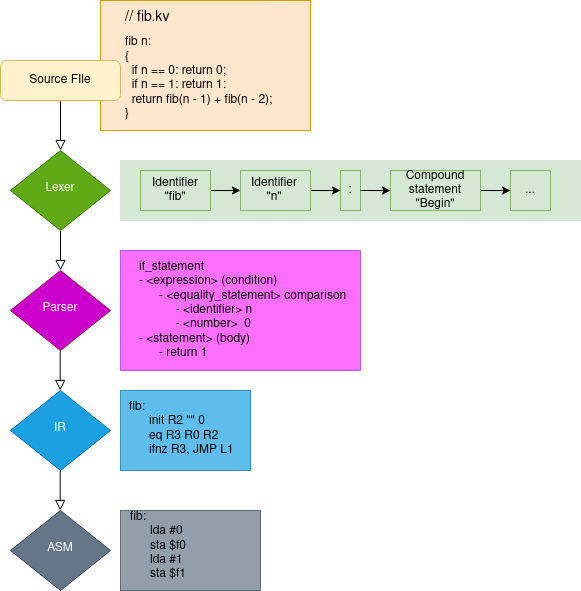 // fib.kv
fib n:
{
if n == 0: return 0;
if n == 1: return 1:
return fib(n - 1) + fib(n - 2);
}
Source FIle
Lexer
Identifier
"fib"
Identifier
"n"
:
Compound
statement
"Begin"
...
Parser
if_statement
- <expression> (condition)
- <equality_statement> comparison
- <identifier> n
- <number> 0
- <statement> (body)
- return 1
IR
fib:
init R2 "" 0
eq R3 R0 R2
ifnz R3, JMP L1
ASM
fib:
lda #0
sta $f0
lda #1
sta $f1